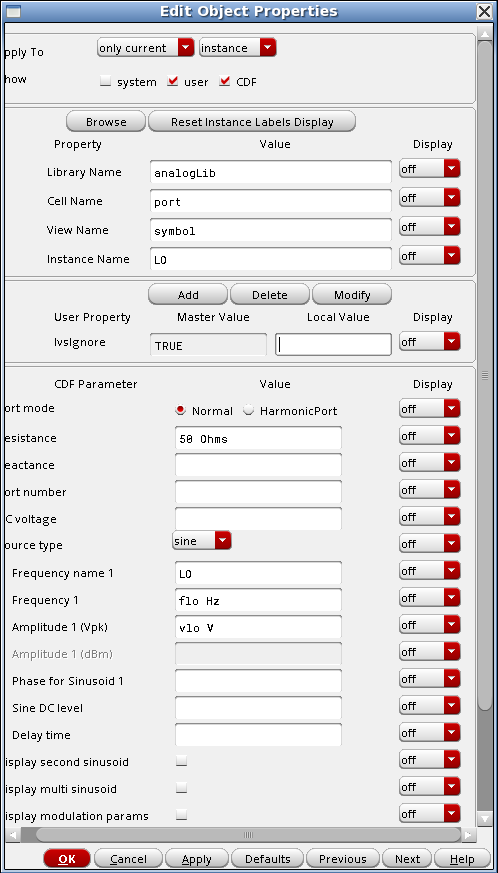 Edit Object Properties
pply To only current instance
how system user CDF
Browse Reset Instance Labels Display
Property Value Display
Library Name analogLib off
Cell Name port off
View Name symbol off
Instance Name LO off
Add Delete Modify
User Property Master Value Local Value Display
lvsIgnore TRUE off
CDF Parameter Value Display
ort mode Normal HarmonicPort off
esistance 50 Ohms off
eactance off
ort number off
C voltage off
ource type sine off
Frequency name 1 LO off
Frequency 1 flo Hz off
Amplitude 1 (Vpk) vlo V off
Amplitude 1 (dBm) off
Phase for Sinusoid 1 off
Sine DC level off
Delay time off
isplay second sinusoid off
isplay multi sinusoid off
isplay modulation params off
OK Cancel Apply Defaults Previous Next Help